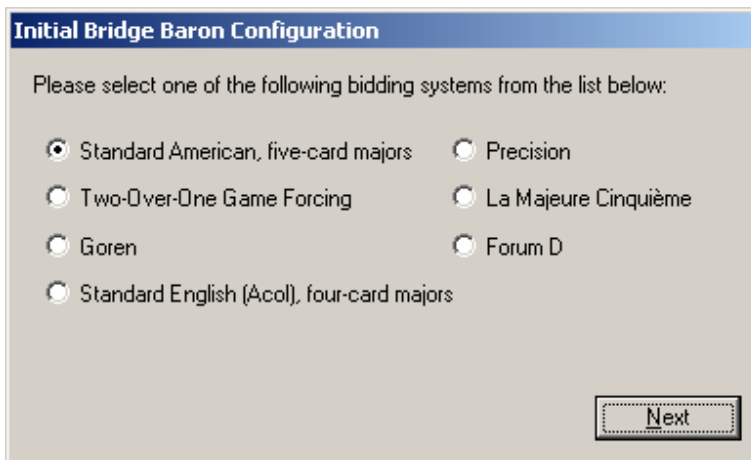 Initial Bridge Baron Configuration
Please select one of the following bidding systems from the list below:
Standard American, five-card majors
Precision
Two-Over-One Game Forcing
La Majeure Cinquième
Goren
Forum D
Standard English (Acol), four-card majors
Next